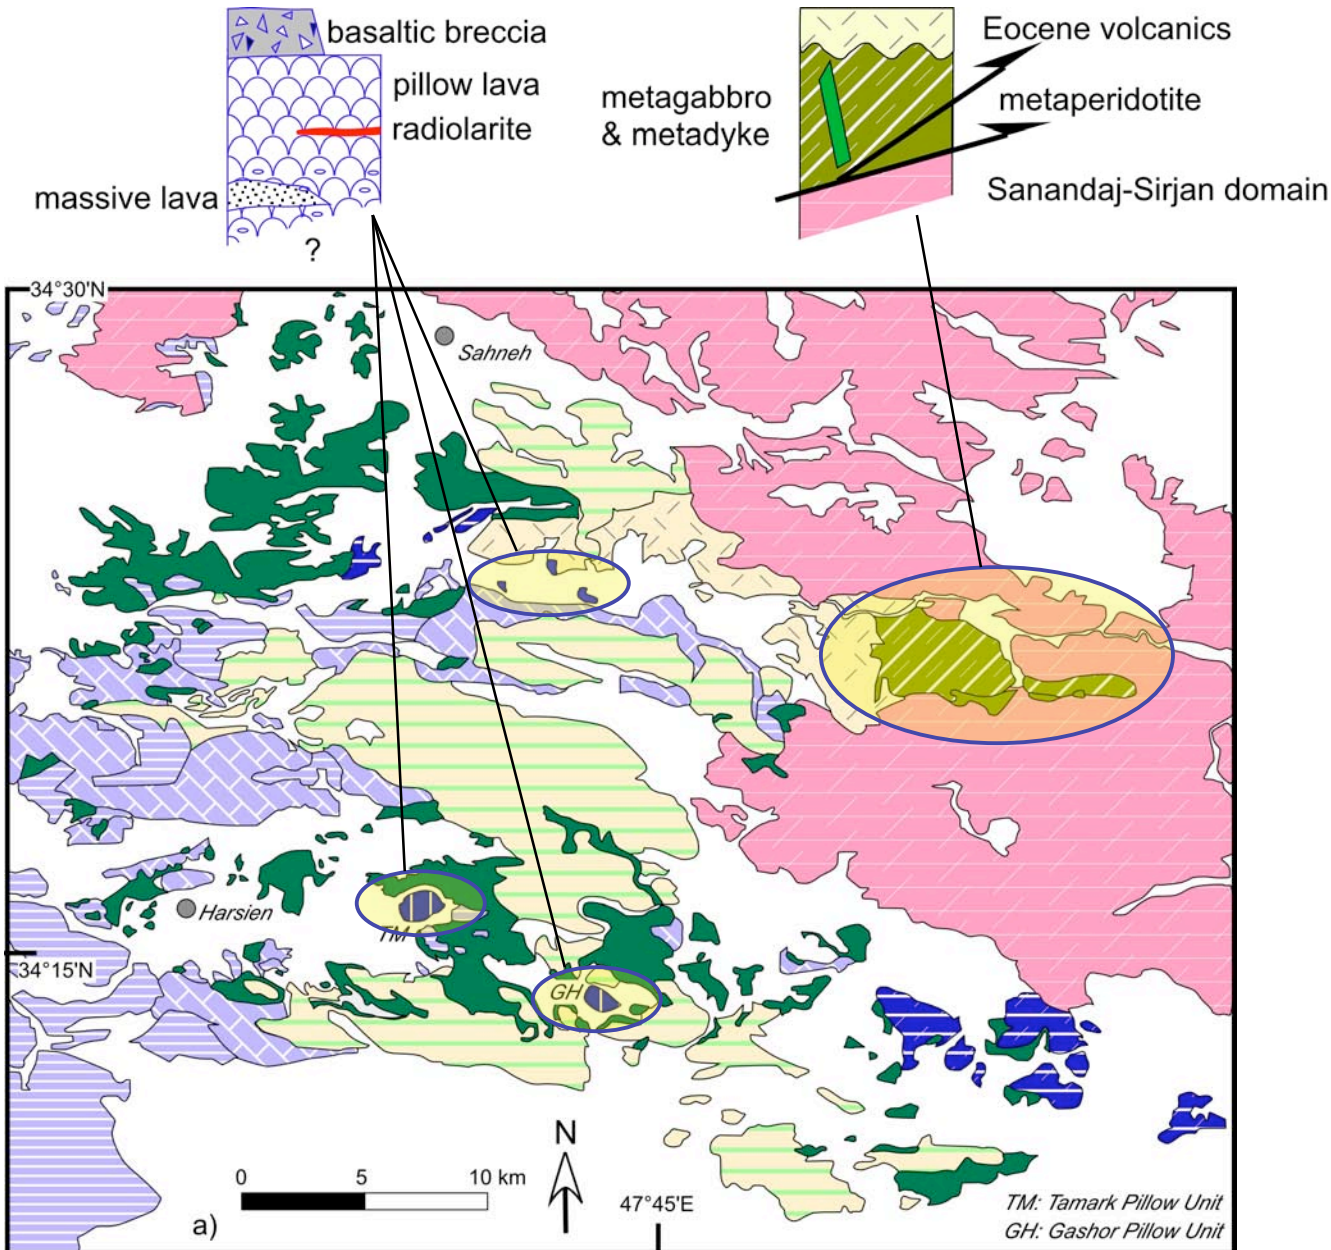 basaltic breccia
pillow lava
radiolarite
massive lava
?
Eocene volcanics
metagabbro
& metadyke
metaperidotite
Sanandaj-Sirjan domain
34°30'N
Sahneh
Harsien
TM
34°15'N
GH
N
0 5 10 km
47°45'E
a)
TM: Tamark Pillow Unit
GH: Gashor Pillow Unit